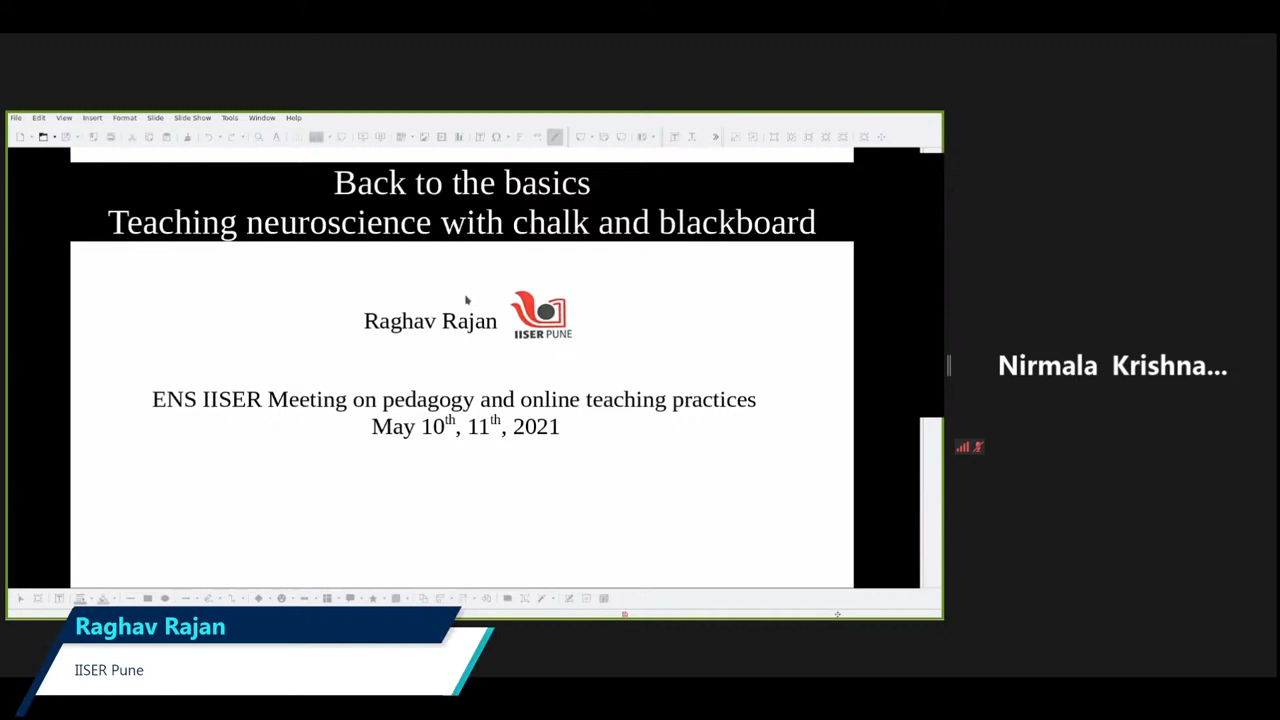 File Edit View Insert Format Slide Slide Show Tools Window Help
Back to the basics
Teaching neuroscience with chalk and blackboard
Raghav Rajan
IISER PUNE
ENS IISER Meeting on pedagogy and online teaching practices
May 10th, 11th, 2021
Nirmala Krishna...
Raghav Rajan
IISER Pune